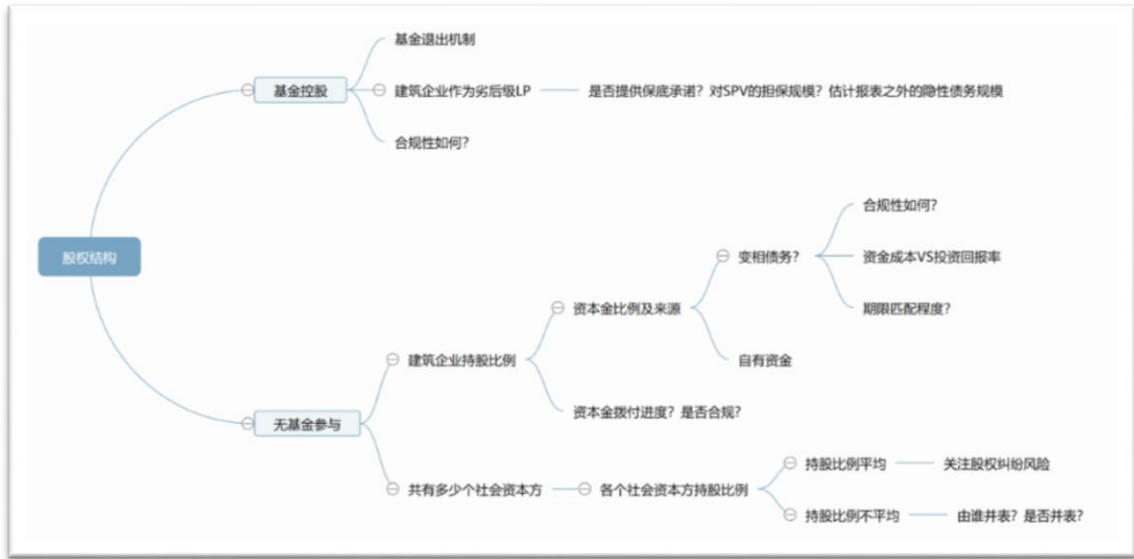 股权结构
基金控股
基金退出机制
建筑企业作为劣后级LP
是否提供保底承诺？对SPV的担保规模？估计报表之外的隐性债务规模
合规性如何？
无基金参与
建筑企业持股比例
资本金比例及来源
变相债务？
合规性如何？
资金成本VS投资回报率
期限匹配程度？
自有资金
资本金拨付进度？是否合规？
共有多少个社会资本方
各个社会资本方持股比例
持股比例平均
关注股权纠纷风险
持股比例不平均
由谁并表？是否并表？